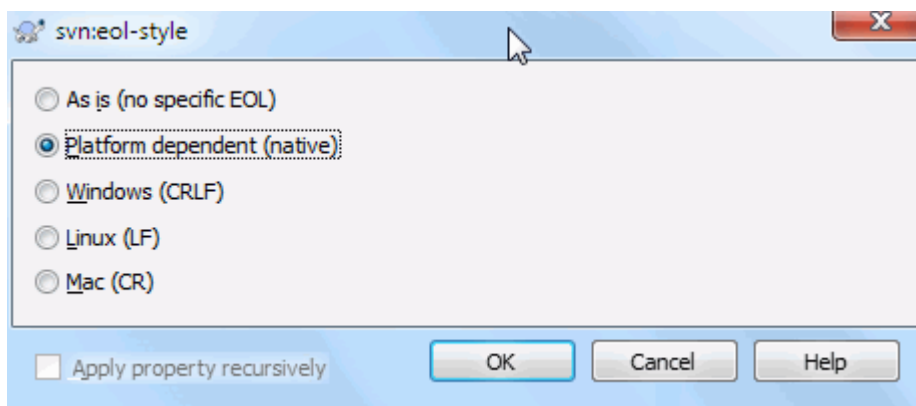 svn:eol-style
As is (no specific EOL)
Platform dependent (native)
Windows (CRLF)
Linux (LF)
Mac (CR)
Apply property recursively OK Cancel Help